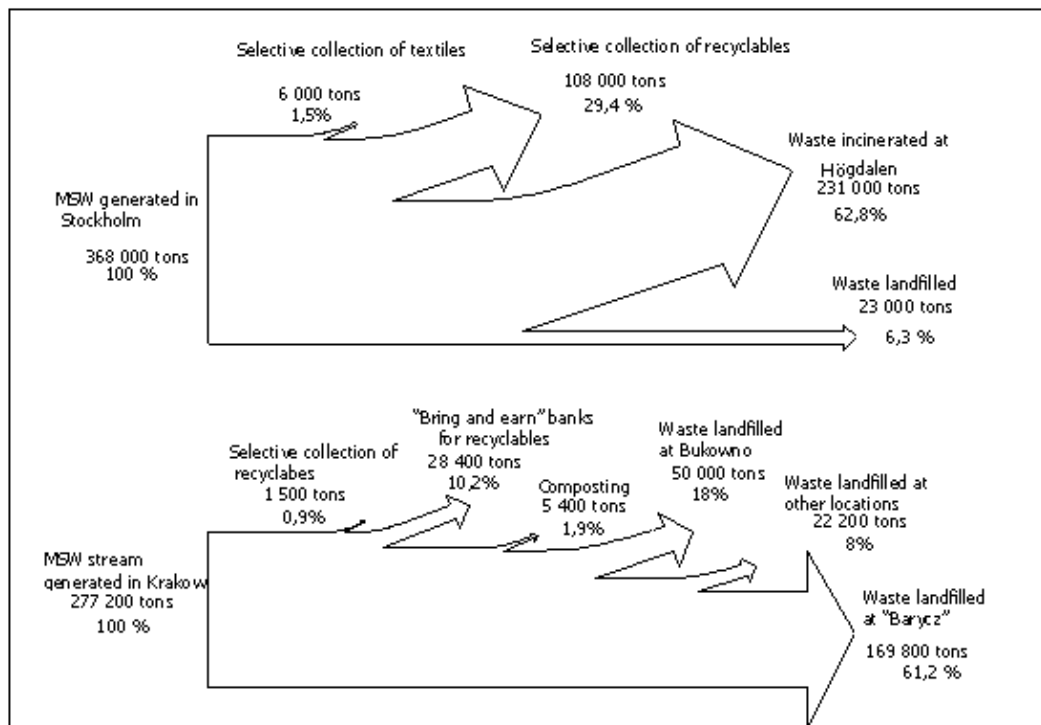 Selective collection of textiles
6 000 tons
1,5%
Selective collection of recyclables
108 000 tons
29,4 %
Waste incinerated at
Högdalen
231 000 tons
62,8%
MSW generated in
Stockholm
368 000 tons
100 %
Waste landfilled
23 000 tons
6,3 %
Selective collection of
recyclabes
1 500 tons
0,9%
"Bring and earn" banks
for recyclables
28 400 tons
10,2%
Composting
5 400 tons
1,9%
Waste landfilled
at Bukowno
50 000 tons
18%
Waste landfilled at
other locations
22 200 tons
8%
MSW stream
generated in Krakow
277 200 tons
100 %
Waste landfilled
at "Barycz"
169 800 tons
61,2 %